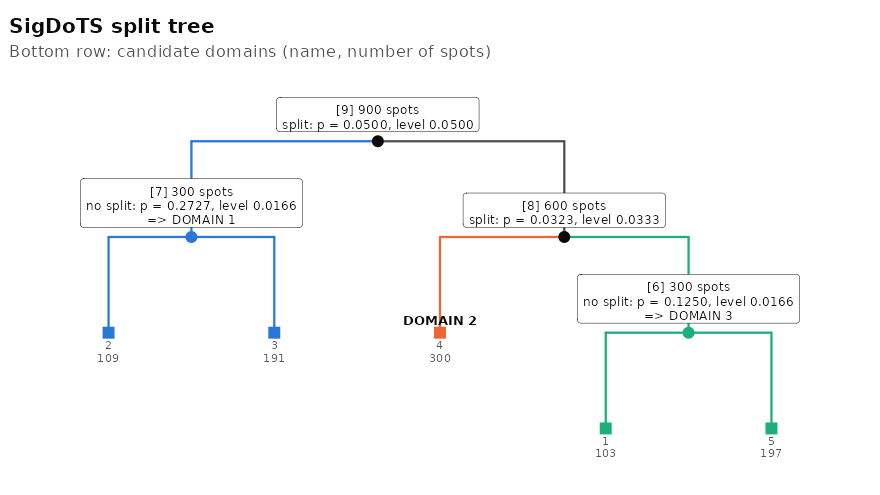 SigDoTS split tree
Bottom row: candidate domains (name, number of spots)
[9] 900 spots
split: p = 0.0500, level 0.0500
[7] 300 spots
no split: p = 0.2727, level 0.0166
=> DOMAIN 1
[8] 600 spots
split: p = 0.0323, level 0.0333
[6] 300 spots
no split: p = 0.1250, level 0.0166
=> DOMAIN 3
DOMAIN 2
2
109
3
191
4
300
1
103
5
197